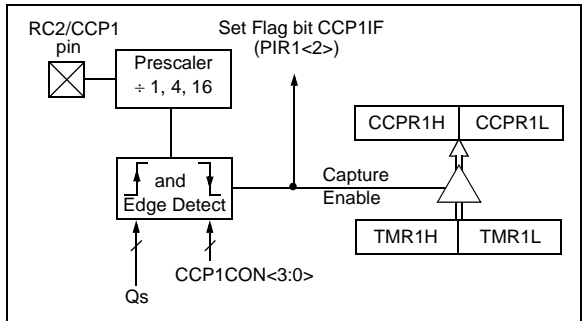 RC2/CCP1
pin
Prescaler
÷ 1, 4, 16
Set Flag bit CCP1IF
(PIR1<2>)
CCPR1H
CCPR1L
and
Edge Detect
Capture
Enable
TMR1H
TMR1L
CCP1CON<3:0>
Qs